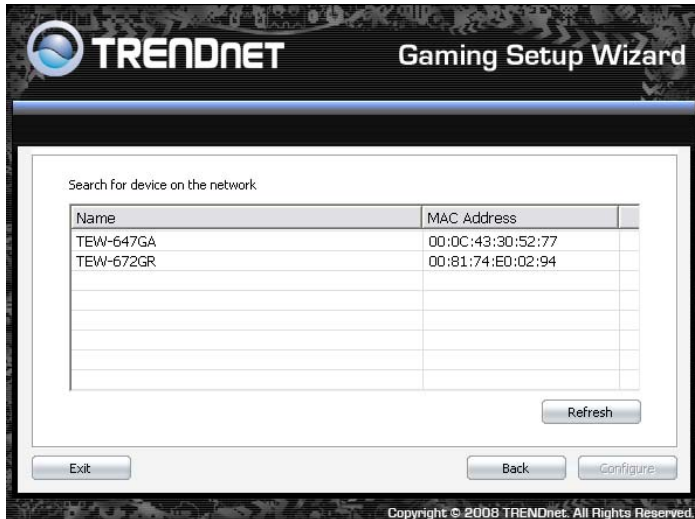 TRENDNET Gaming Setup Wizard
Search for device on the network
Name MAC Address
TEW-647GA 00:0C:43:30:52:77
TEW-672GR 00:81:74:E0:02:94
Refresh
Exit Back Configure
Copyright © 2008 TRENDnet. All Rights Reserved.